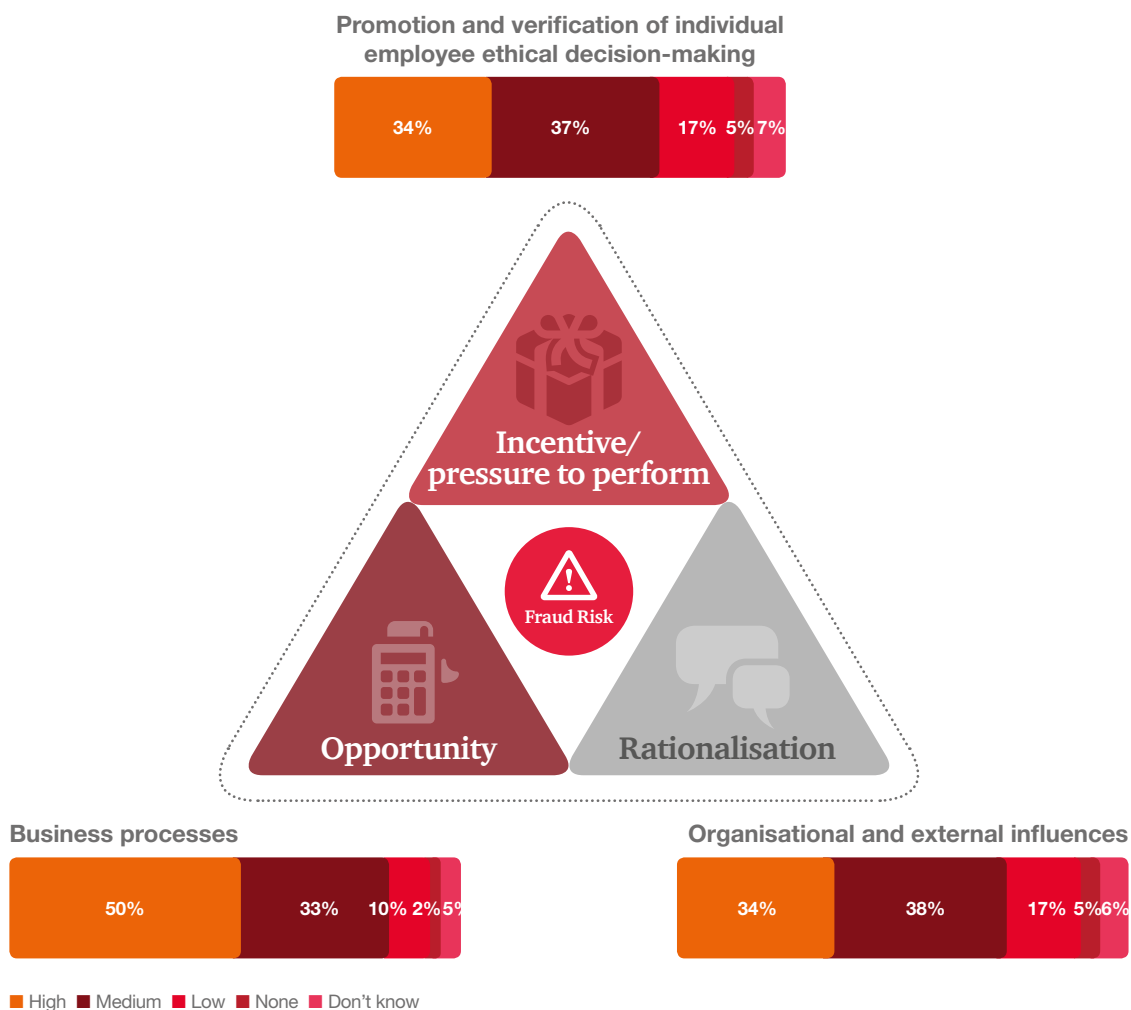 Promotion and verification of individual
employee ethical decision-making
34% 37% 17% 5% 7%
Incentive/
pressure to perform
Fraud Risk
Opportunity
Rationalisation
Business processes
50% 33% 10% 2% 5%
Organisational and external influences
34% 38% 17% 5% 6%
High Medium Low None Don't know